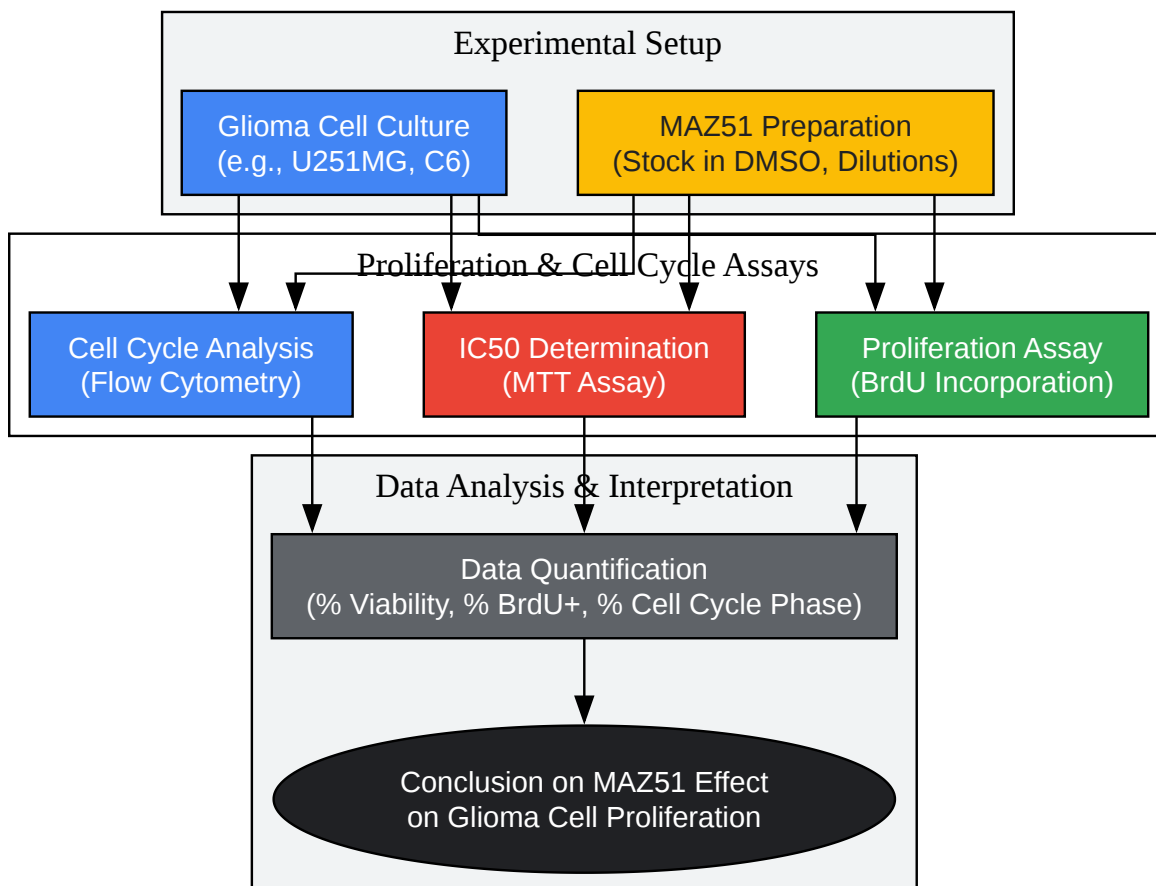 Experimental Setup
Glioma Cell Culture
(e.g., U251MG, C6)
MAZ51 Preparation
(Stock in DMSO, Dilutions)
Proliferation & Cell Cycle Assays
Cell Cycle Analysis
(Flow Cytometry)
IC50 Determination
(MTT Assay)
Proliferation Assay
(BrdU Incorporation)
Data Analysis & Interpretation
Data Quantification
(% Viability, % BrdU+, % Cell Cycle Phase)
Conclusion on MAZ51 Effect
on Glioma Cell Proliferation